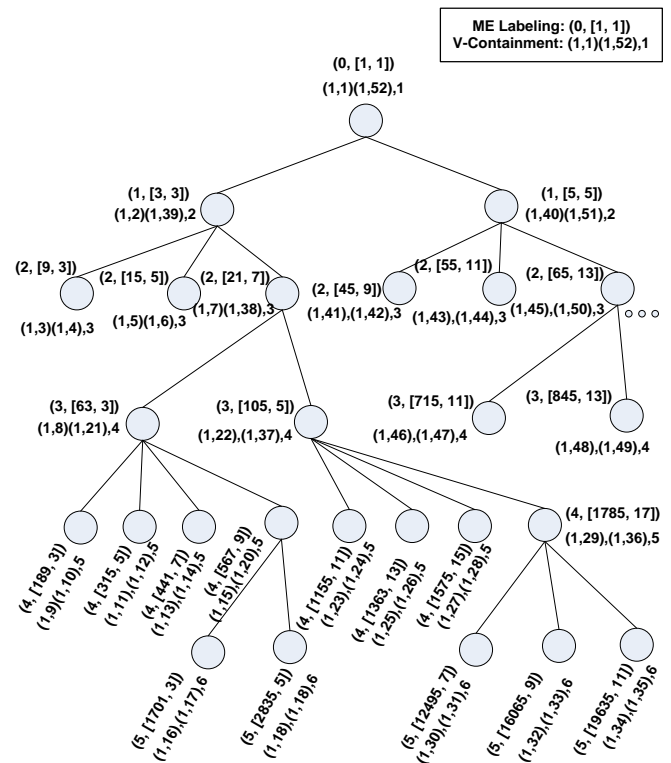 ME Labeling: (0, [1, 1])
V-Containment: (1,1)(1,52),1
(0, [1, 1])
(1,1)(1,52),1
(1, [3, 3])
(1,2)(1,39),2
(1, [5, 5])
(1,40)(1,51),2
(2, [9, 3])
(1,3)(1,4),3
(2, [15, 5])
(1,5)(1,6),3
(2, [21, 7])
(1,7)(1,38),3
(2, [45, 9])
(1,41),(1,42),3
(2, [55, 11])
(1,43),(1,44),3
(2, [65, 13])
(1,45),(1,50),3
(3, [63, 3])
(1,8)(1,21),4
(3, [105, 5])
(1,22),(1,37),4
(3, [715, 11])
(1,46),(1,47),4
(3, [845, 13])
(1,48),(1,49),4
(4, [189, 3])
(1,9)(1,10),5
(4, [315, 5])
(1,11),(1,12),5
(4, [441, 7])
(1,13)(1,14),5
(4, [567, 9])
(1,15),(1,20),5
(4, [1155, 11])
(1,23),(1,24),5
(4, [1363, 13])
(1,25),(1,26),5
(4, [1575, 15])
(1,27),(1,28),5
(4, [1785, 17])
(1,29),(1,36),5
(5, [1701, 3])
(1,16),(1,17),6
(5, [2835, 5])
(1,18),(1,18),6
(5, [12495, 7])
(1,30),(1,31),6
(5, [16065, 9])
(1,32),(1,33),6
(5, [19635, 11])
(1,34),(1,35),6